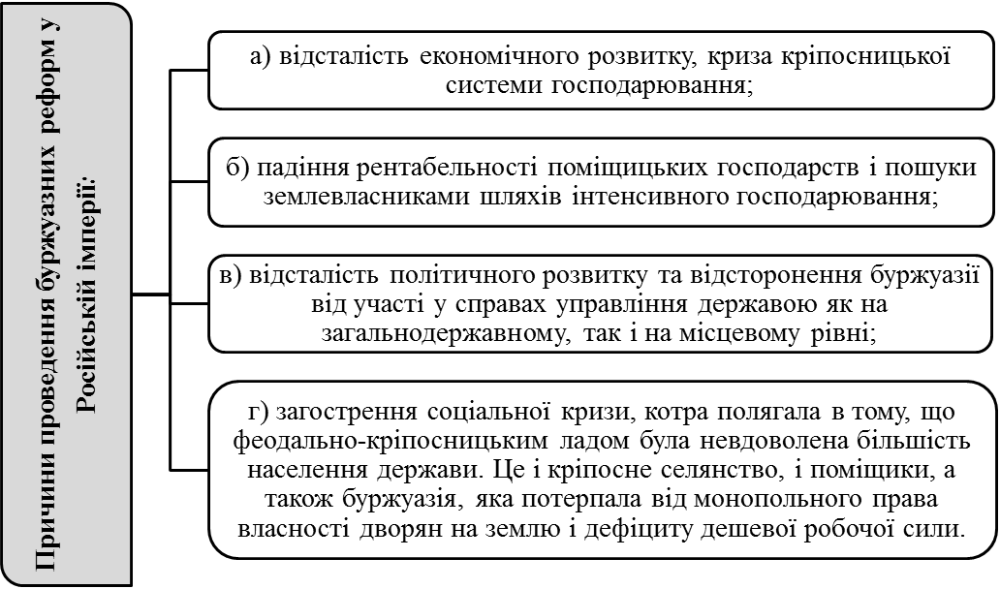 Причини проведення буржуазних реформ у
Російській імперії:
а) відсталість економічного розвитку, криза кріпосницької
системи господарювання;
б) падіння рентабельності поміщицьких господарств і пошуки
землевласниками шляхів інтенсивного господарювання;
в) відсталість політичного розвитку та відсторонення буржуазії
від участі у справах управління державою як на
загальнодержавному, так і на місцевому рівні;
г) загострення соціальної кризи, котра полягала в тому, що
феодально-кріпосницьким ладом була невдоволена більшість
населення держави. Це і кріпосне селянство, і поміщики, а
також буржуазія, яка потерпала від монопольного права
власності дворян на землю і дефіциту дешевої робочої сили.